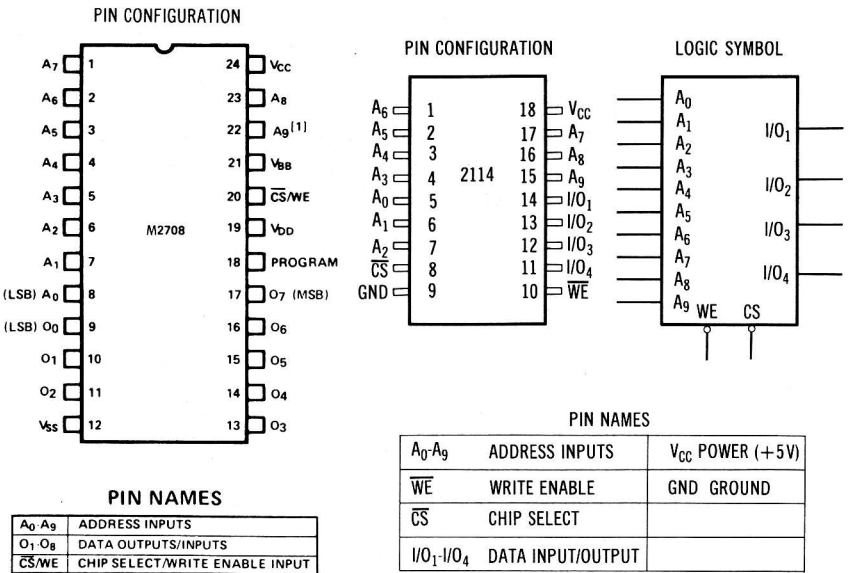 PIN CONFIGURATION
A7 1 24 VCC
A6 2 23 A8
A5 3 22 A9[1]
A4 4 21 VBB
A3 5 20 C̅S̅/WE
A2 6 M2708 19 VDD
A1 7 18 PROGRAM
(LSB) A0 8 17 O7 (MSB)
(LSB) O0 9 16 O6
O1 10 15 O5
O2 11 14 O4
VSS 12 13 O3
PIN NAMES
A0-A9 ADDRESS INPUTS
O1-O8 DATA OUTPUTS/INPUTS
C̅S̅/WE CHIP SELECT/WRITE ENABLE INPUT
PIN CONFIGURATION
A6 1 18 VCC
A5 2 17 A7
A4 3 16 A8
A3 4 2114 15 A9
A0 5 14 I/O1
A1 6 13 I/O2
A2 7 12 I/O3
C̅S̅ 8 11 I/O4
GND 9 10 W̅E̅
LOGIC SYMBOL
A0
A1
I/O1
A2
A3
I/O2
A4
A5
I/O3
A6
A7
I/O4
A8
A9 WE CS
PIN NAMES
A0-A9 ADDRESS INPUTS VCC POWER (+5V)
W̅E̅ WRITE ENABLE GND GROUND
C̅S̅ CHIP SELECT
I/O1-I/O4 DATA INPUT/OUTPUT